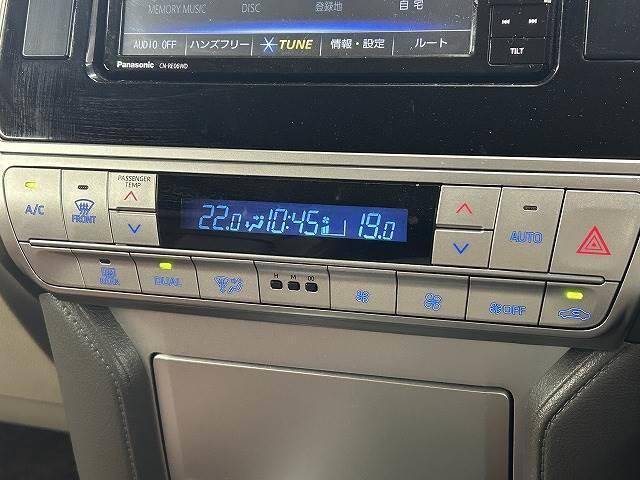 MEMORY MUSIC DISC 登録地 自宅
AUDIO OFF ハンズフリー TUNE 情報・設定 ルート
TILT
Panasonic CN-RE06WD
PASSENGER TEMP
A/C FRONT 22.0 10:45 19.0 AUTO
REAR DUAL H M :00 OFF